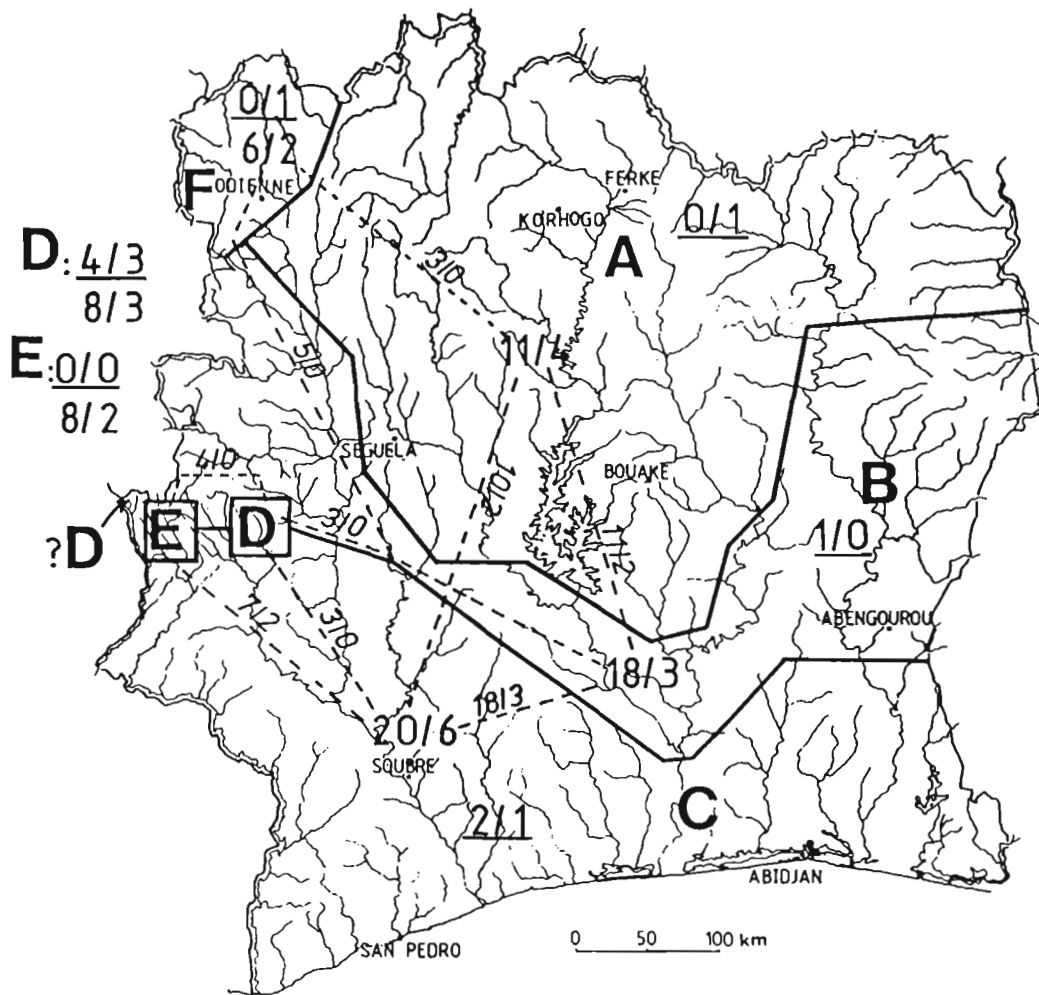 0/1
6/2
F
ODIENNE
FERKE
KORHOGO
0/1
A
D: 4/3
8/3
3/0
E: 0/0
8/2
5/0
11/4
SEGUELA
BOUAKE
4/0
10/2
B
E
D
3/0
?D
11/2
1/0
7/2
3/0
ABENGOUROU
18/3
18/3
20/6
SOUBRE
2/1
C
ABIDJAN
SAN PEDRO
0 50 100 km